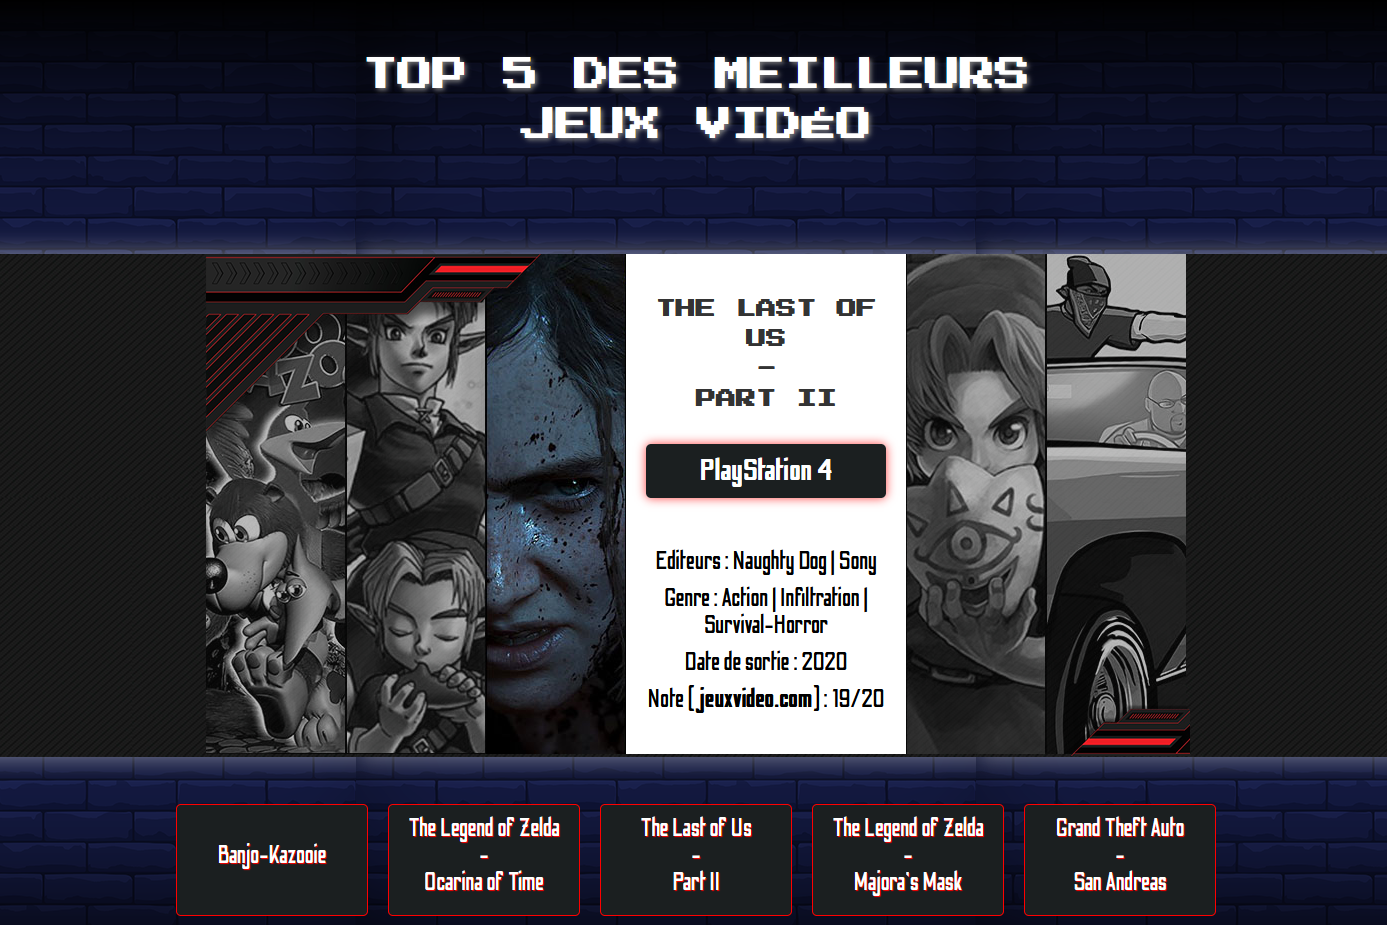 TOP 5 DES MEILLEURS
JEUX VIDÉO
ZO
THE LAST OF
US
–
PART II
PlayStation 4
Editeurs : Naughty Dog | Sony
Genre : Action | Infiltration |
Survival-Horror
Date de sortie : 2020
Note [jeuxvideo.com] : 19/20
Banjo-Kazooie
The Legend of Zelda
-
Ocarina of Time
The Last of Us
-
Part II
The Legend of Zelda
-
Majora's Mask
Grand Theft Auto
-
San Andreas